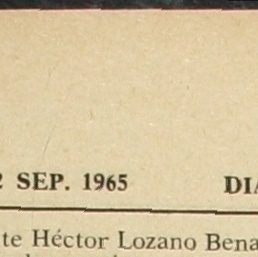 2 SEP. 1965 DIA
te Héctor Lozano Bena